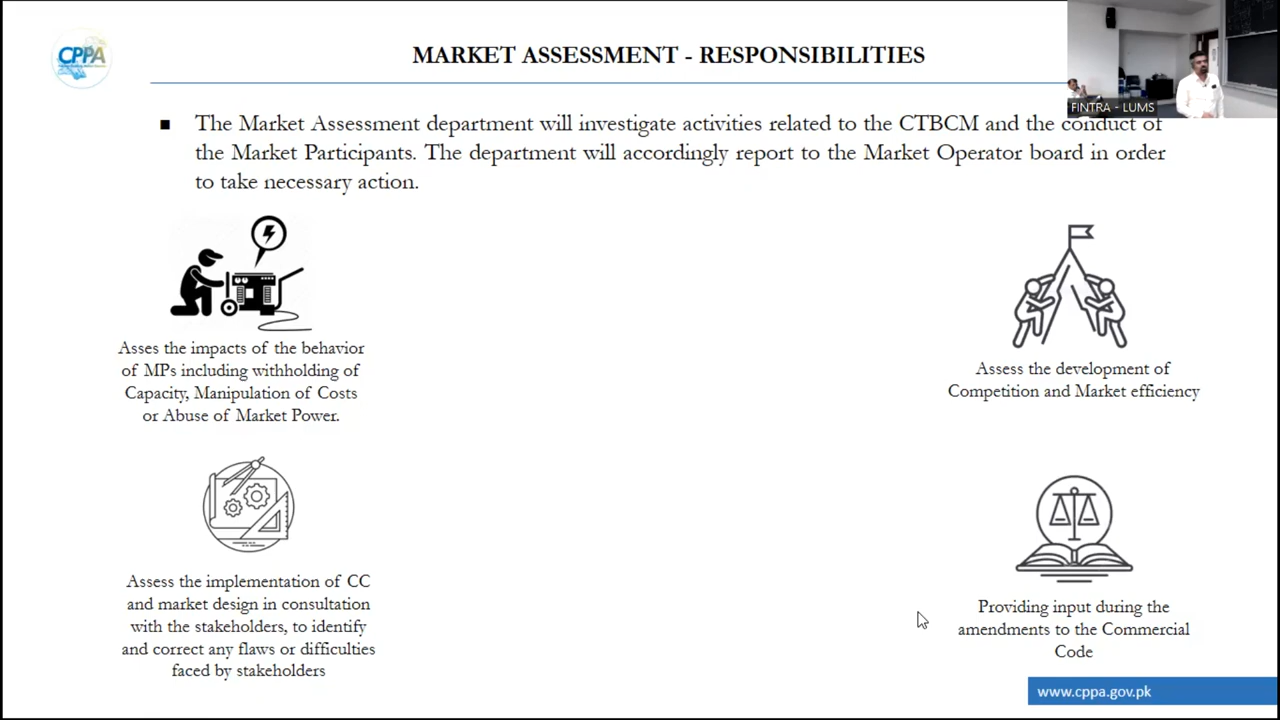 CPPA
MARKET ASSESSMENT - RESPONSIBILITIES
FINTRA - LUMS
■ The Market Assessment department will investigate activities related to the CTBCM and the conduct of
the Market Participants. The department will accordingly report to the Market Operator board in order
to take necessary action.
Asses the impacts of the behavior
of MPs including withholding of
Capacity, Manipulation of Costs
or Abuse of Market Power.
Assess the development of
Competition and Market efficiency
Assess the implementation of CC
and market design in consultation
with the stakeholders, to identify
and correct any flaws or difficulties
faced by stakeholders
Providing input during the
amendments to the Commercial
Code
www.cppa.gov.pk